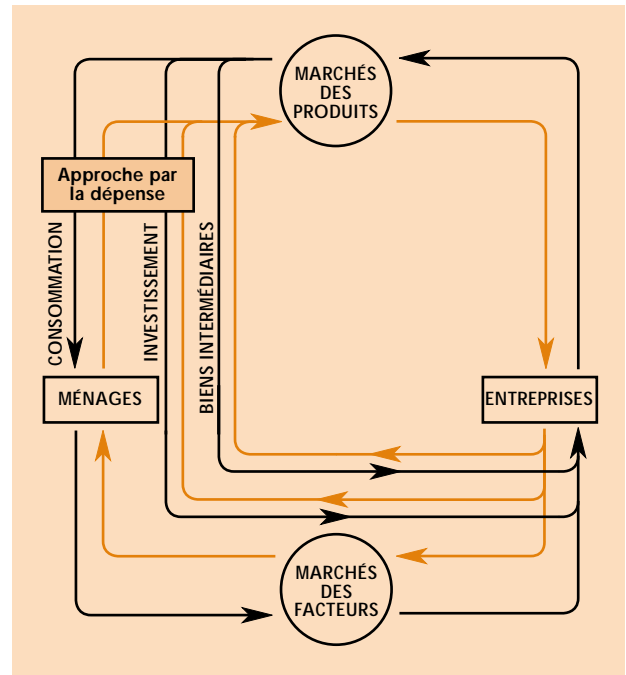 MARCHÉS
DES
PRODUITS
Approche par
la dépense
CONSOMMATION
INVESTISSEMENT
BIENS INTERMÉDIAIRES
MÉNAGES
ENTREPRISES
MARCHÉS
DES
FACTEURS